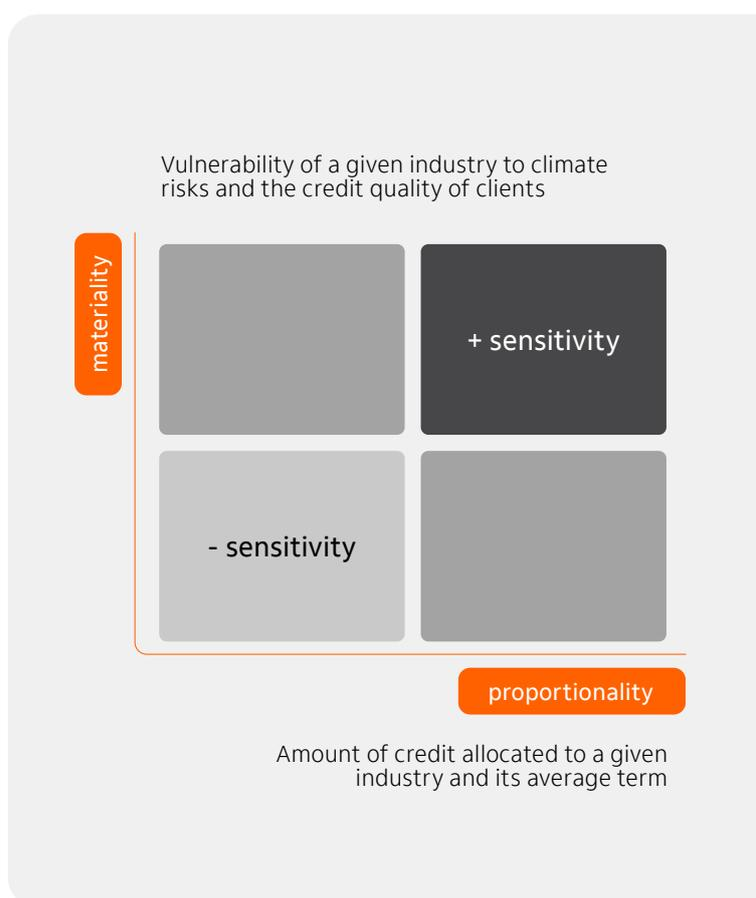 Vulnerability of a given industry to climate
risks and the credit quality of clients
materiality
+ sensitivity
- sensitivity
proportionality
Amount of credit allocated to a given
industry and its average term